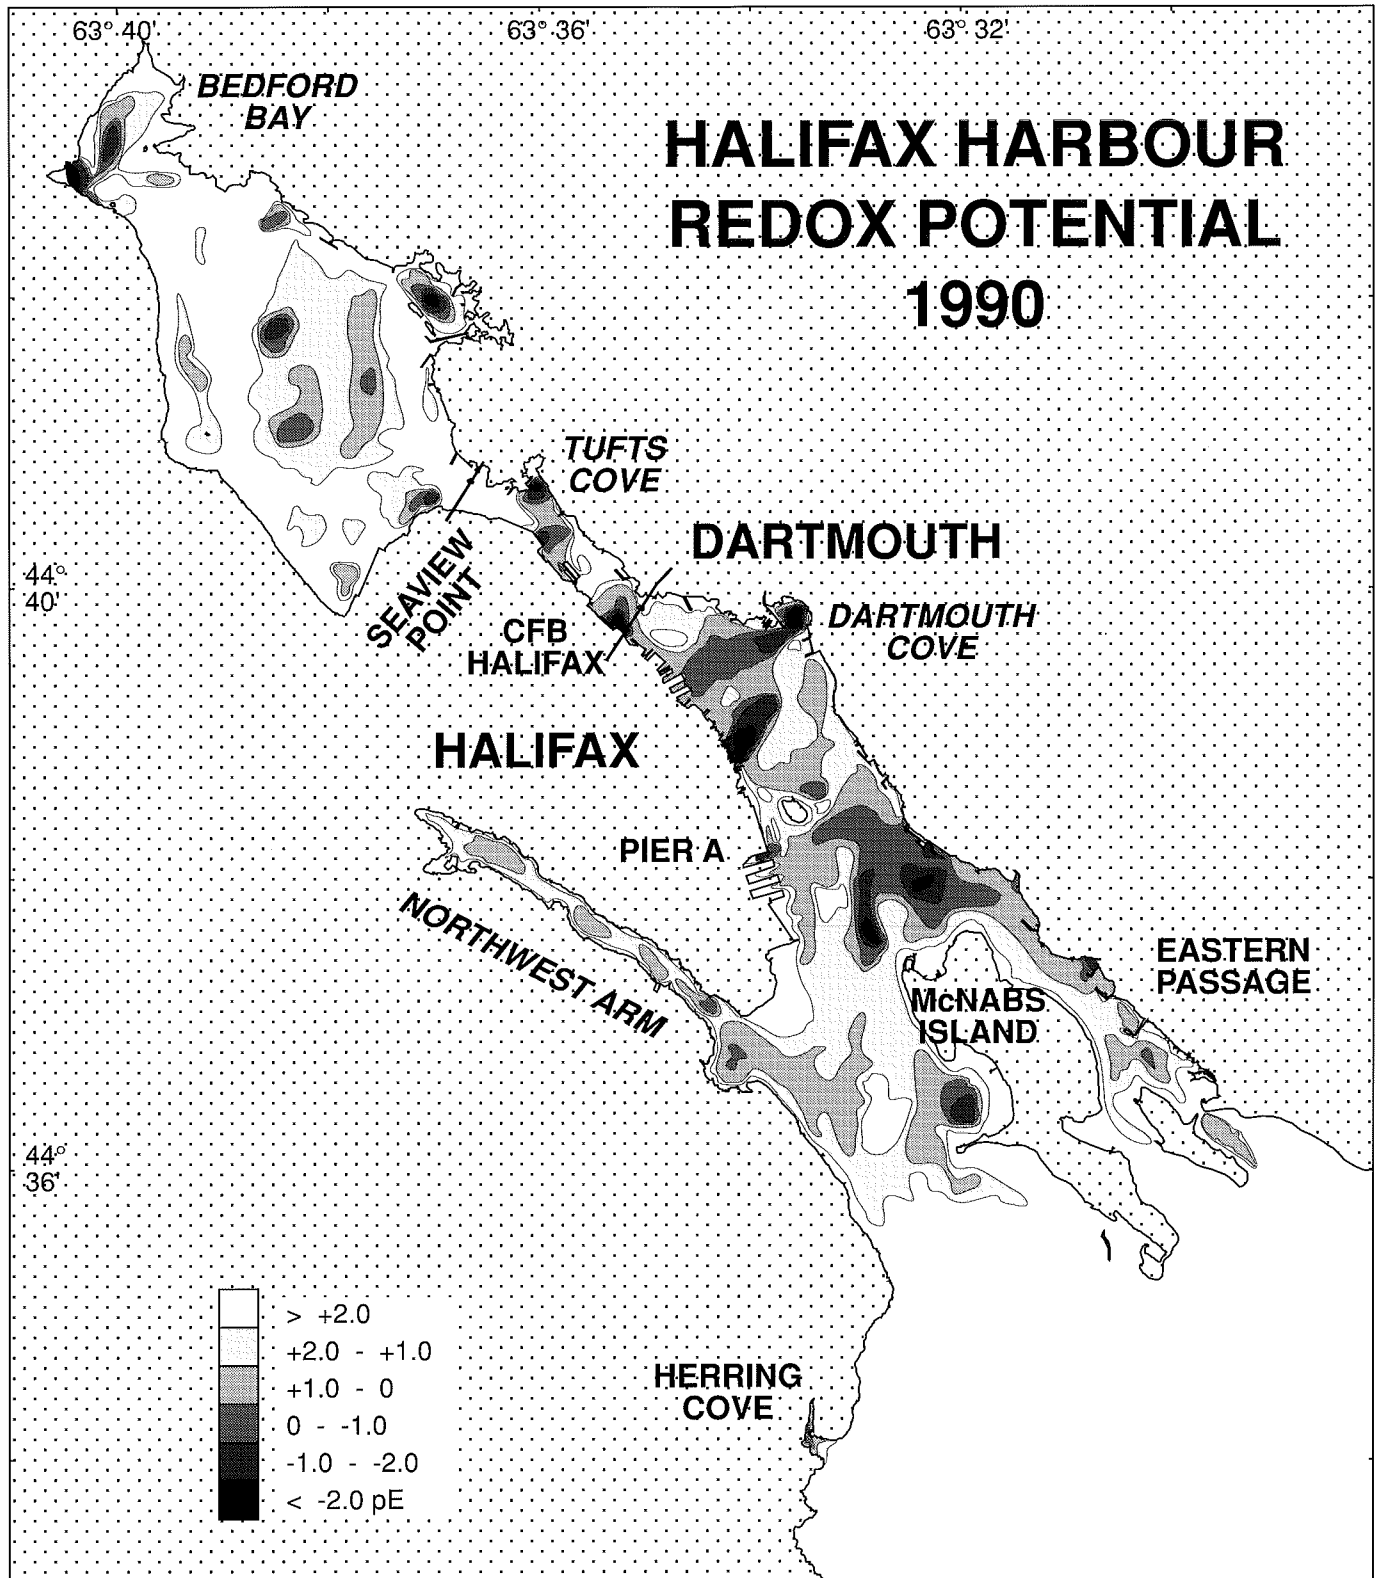 63° 40'
63° 36'
63° 32'
BEDFORD
BAY
HALIFAX HARBOUR
REDOX POTENTIAL
1990
TUFTS
COVE
DARTMOUTH
SEAVIEW
POINT
44°
40'
CFB
HALIFAX
DARTMOUTH
COVE
HALIFAX
PIER A
NORTHWEST ARM
EASTERN
PASSAGE
McNABS
ISLAND
44°
36'
> +2.0
+2.0 - +1.0
+1.0 - 0
0 - -1.0
-1.0 - -2.0
< -2.0 pE
HERRING
COVE